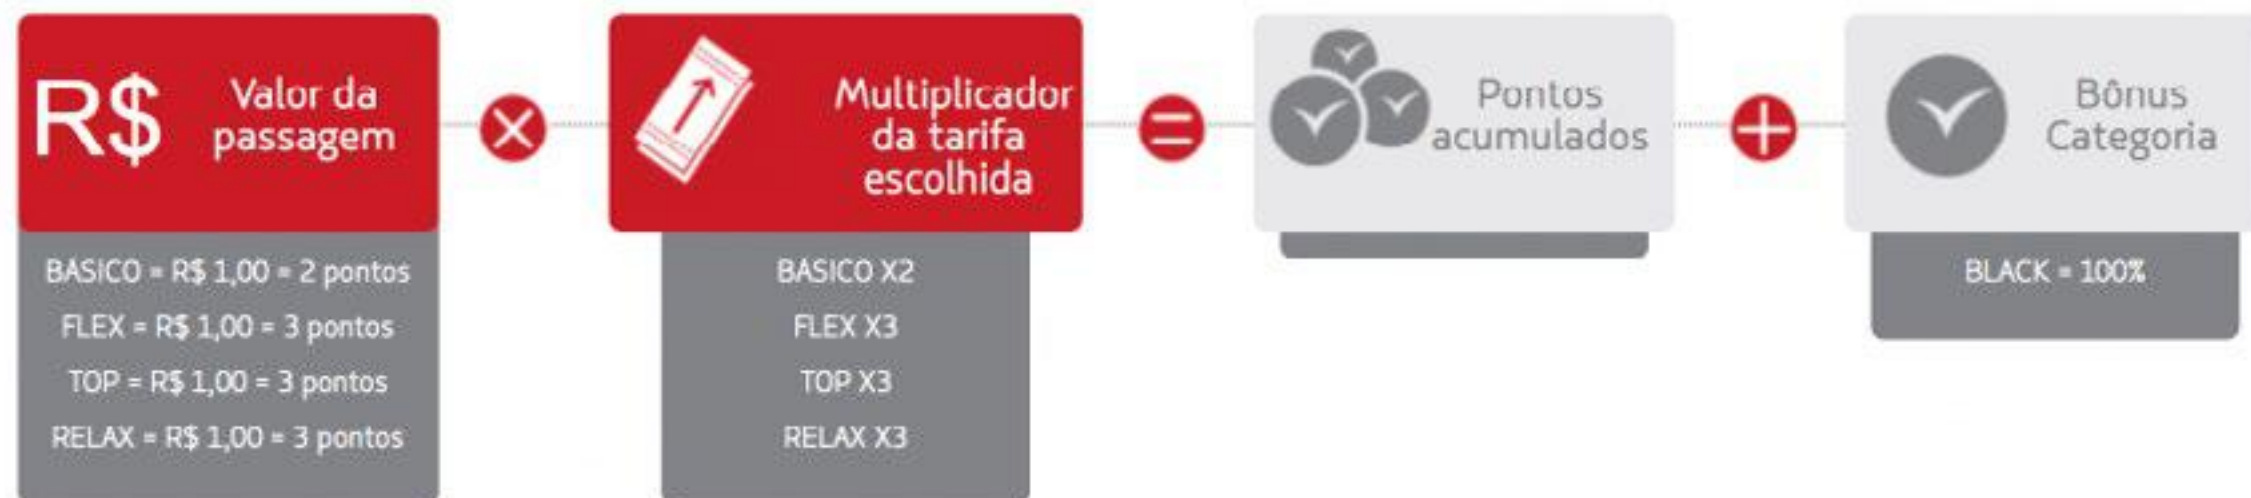 R$
Valor da
passagem
BASICO = R$ 1,00 = 2 pontos
FLEX = R$ 1,00 = 3 pontos
TOP = R$ 1,00 = 3 pontos
RELAX = R$ 1,00 = 3 pontos
×
Multiplicador
da tarifa
escolhida
BASICO X2
FLEX X3
TOP X3
RELAX X3
=
Pontos
acumulados
+
Bônus
Categoria
BLACK = 100%